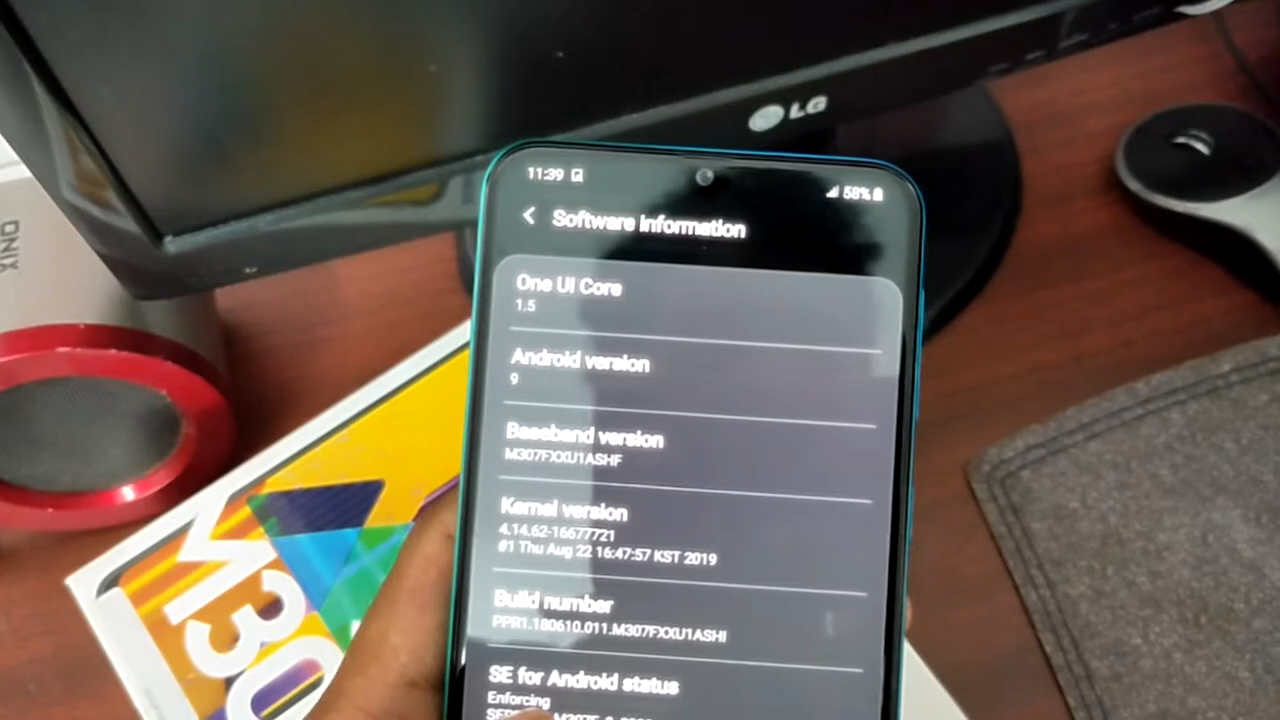 LG
11:39
58%
Software information
One UI Core
1.5
Android version
9
Baseband version
M307FXXU1ASHF
Kernel version
4.14.62-16677721
#1 Thu Aug 22 16:47:57 KST 2019
Build number
PPR1.180610.011.M307FXXU1ASHI
SE for Android status
Enforcing
M30
QNIX